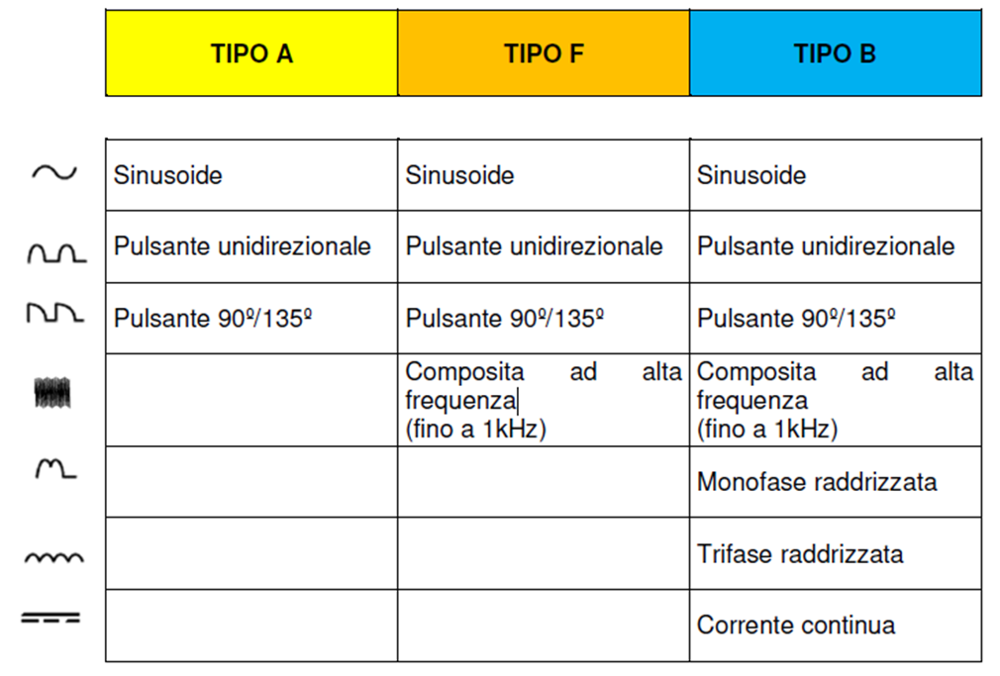 TIPO A TIPO F TIPO B
Sinusoide Sinusoide Sinusoide
Pulsante unidirezionale Pulsante unidirezionale Pulsante unidirezionale
Pulsante 90º/135º Pulsante 90º/135º Pulsante 90º/135º
Composita ad alta Composita ad alta
frequenza frequenza
(fino a 1kHz) (fino a 1kHz)
Monofase raddrizzata
Trifase raddrizzata
Corrente continua